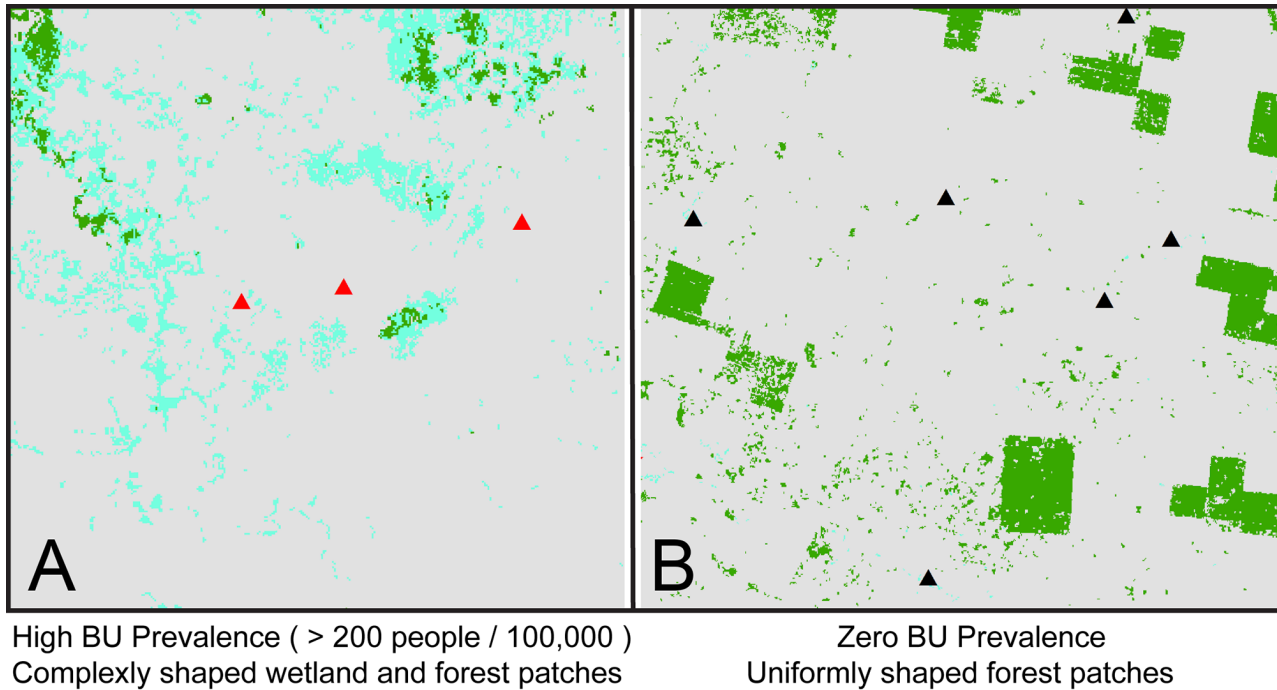 A
B
High BU Prevalence ( > 200 people / 100,000 )
Complexly shaped wetland and forest patches
Zero BU Prevalence
Uniformly shaped forest patches